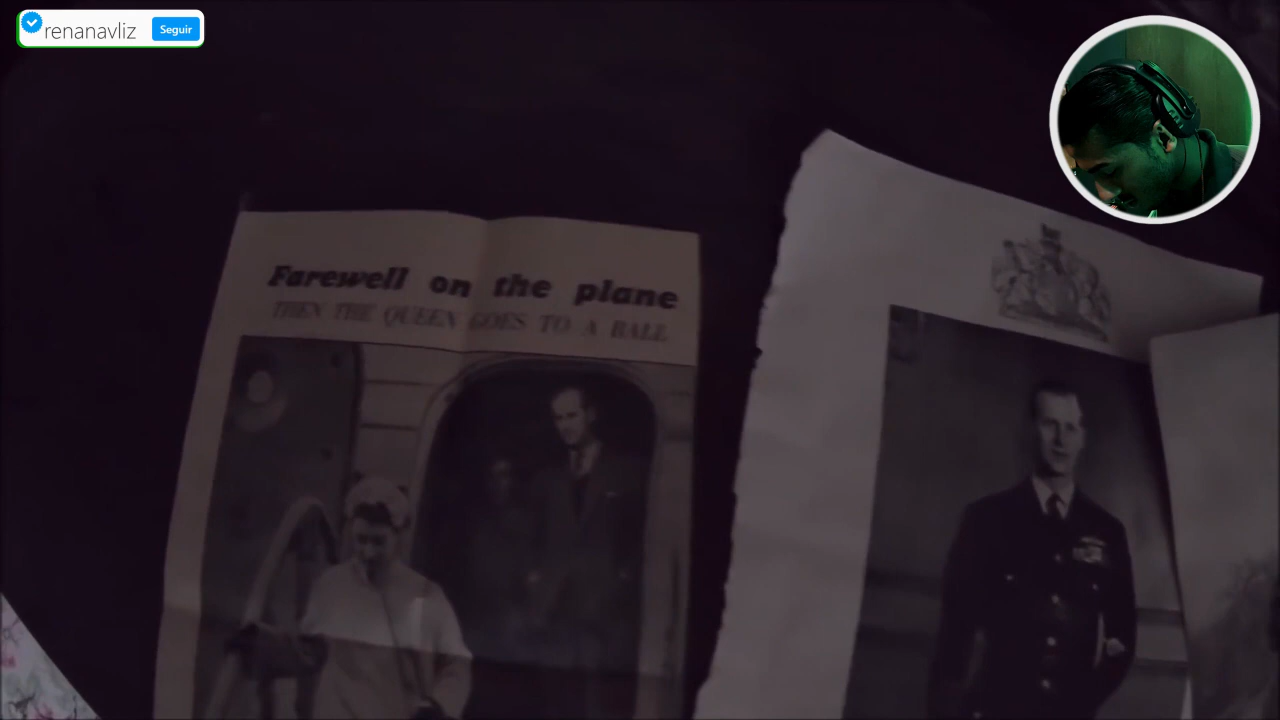 renanavliz
Seguir
Farewell on the plane
THEN THE QUEEN GOES TO A BALL